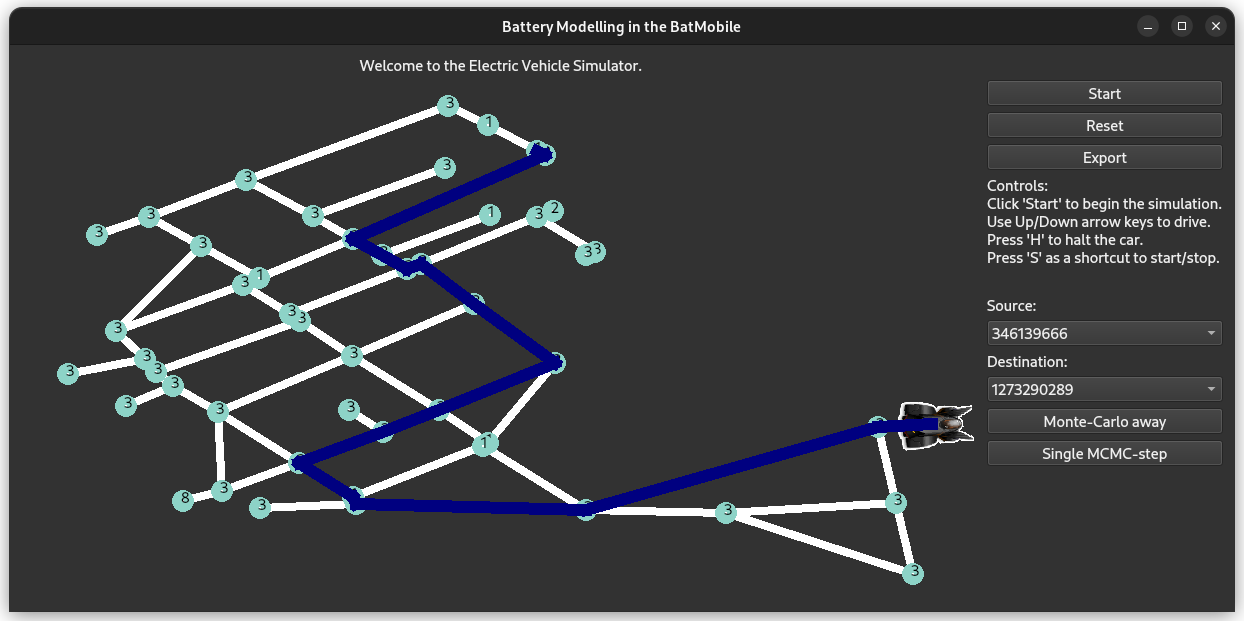 Battery Modelling in the BatMobile
Welcome to the Electric Vehicle Simulator.
Start
Reset
Export
Controls:
Click 'Start' to begin the simulation.
Use Up/Down arrow keys to drive.
Press 'H' to halt the car.
Press 'S' as a shortcut to start/stop.
Source:
346139666
Destination:
1273290289
Monte-Carlo away
Single MCMC-step
3
1
3
3
3
3
3
1
3
2
3
3
3
1
3
3
3
3
3
3
3
3
3
3
3
3
1
8
3
3
3
3
3